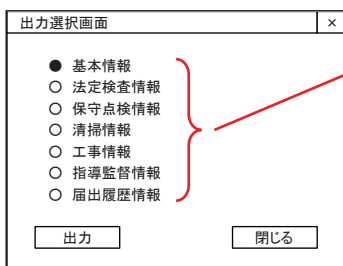 出力選択画面 ×
● 基本情報
○ 法定検査情報
○ 保守点検情報
○ 清掃情報
○ 工事情報
○ 指導監督情報
○ 届出履歴情報
出力 閉じる